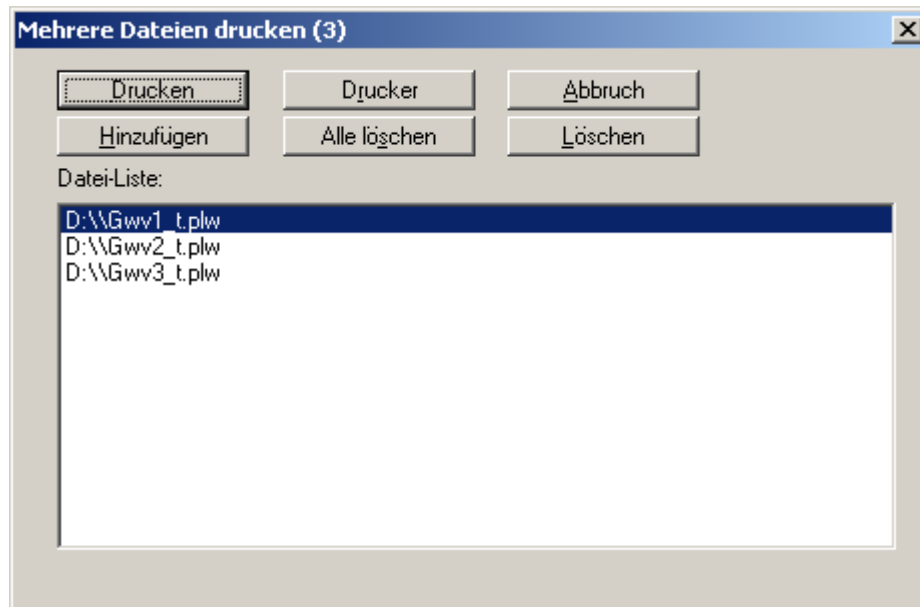 Mehrere Dateien drucken (3)
Drucken Drucker Abbruch
Hinzufügen Alle löschen Löschen
Datei-Liste:
D:\\Gwv1_t.plw
D:\\Gwv2_t.plw
D:\\Gwv3_t.plw